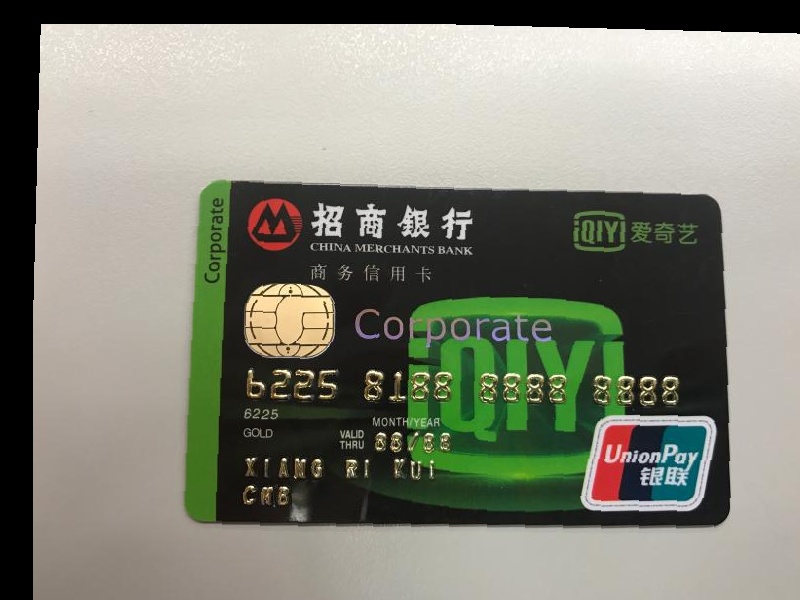 Corporate
招商银行
CHINA MERCHANTS BANK
iQIYI 爱奇艺
商务信用卡
Corporate
iQIYI
6225 8188 8888 8888
6225
MONTH/YEAR
GOLD
VALID THRU 88/88
XIANG RI KUi
CMB
UnionPay
银联